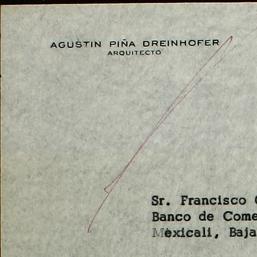 AGUSTIN PIÑA DREINHOFER
ARQUITECTO
Sr. Francisco
Banco de Come
Mexicali, Baja